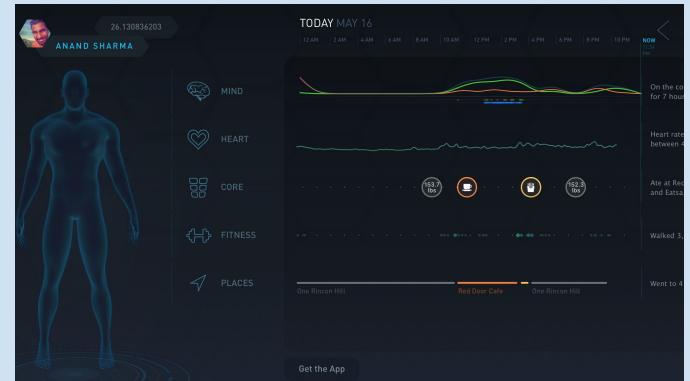 26.130836203
ANAND SHARMA
TODAY MAY 16
12 AM 2 AM 4 AM 6 AM 8 AM 10 AM 12 PM 2 PM 4 PM 6 PM 8 PM 10 PM NOW
MIND
HEART
CORE
FITNESS
PLACES
On the co
for 7 hour
Heart rate
between 4
153.7
lbs
152.3
lbs
Ate at Red
and Eatsa.
Walked 3,
Went to 4
One Rincon Hill Red Door Cafe One Rincon Hill
Get the App